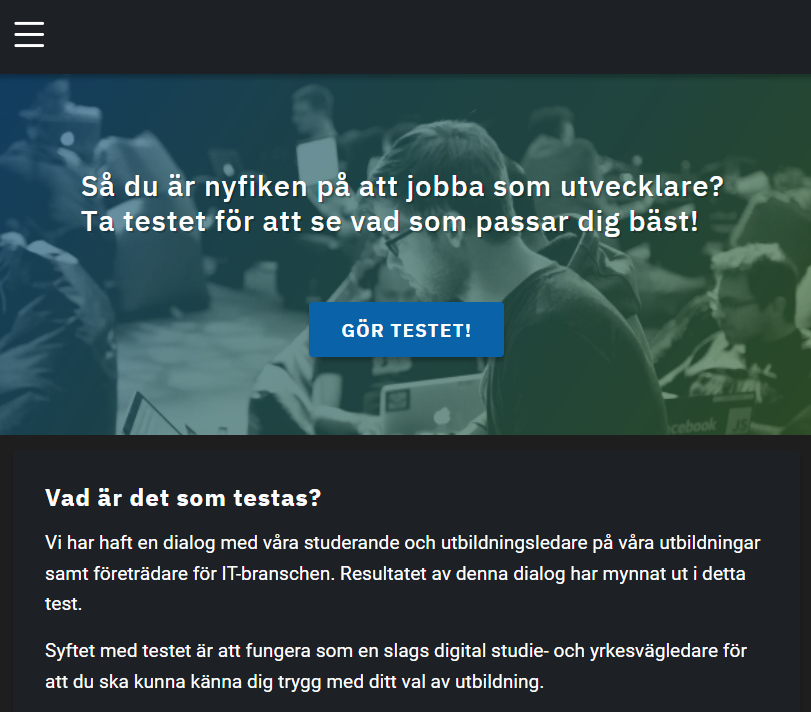 Så du är nyfiken på att jobba som utvecklare?
Ta testet för att se vad som passar dig bäst!
GÖR TESTET!
facebook
JS
Vad är det som testas?
Vi har haft en dialog med våra studerande och utbildningsledare på våra utbildningar
samt företrädare för IT-branschen. Resultatet av denna dialog har mynnat ut i detta
test.
Syftet med testet är att fungera som en slags digital studie- och yrkesvägledare för
att du ska kunna känna dig trygg med ditt val av utbildning.